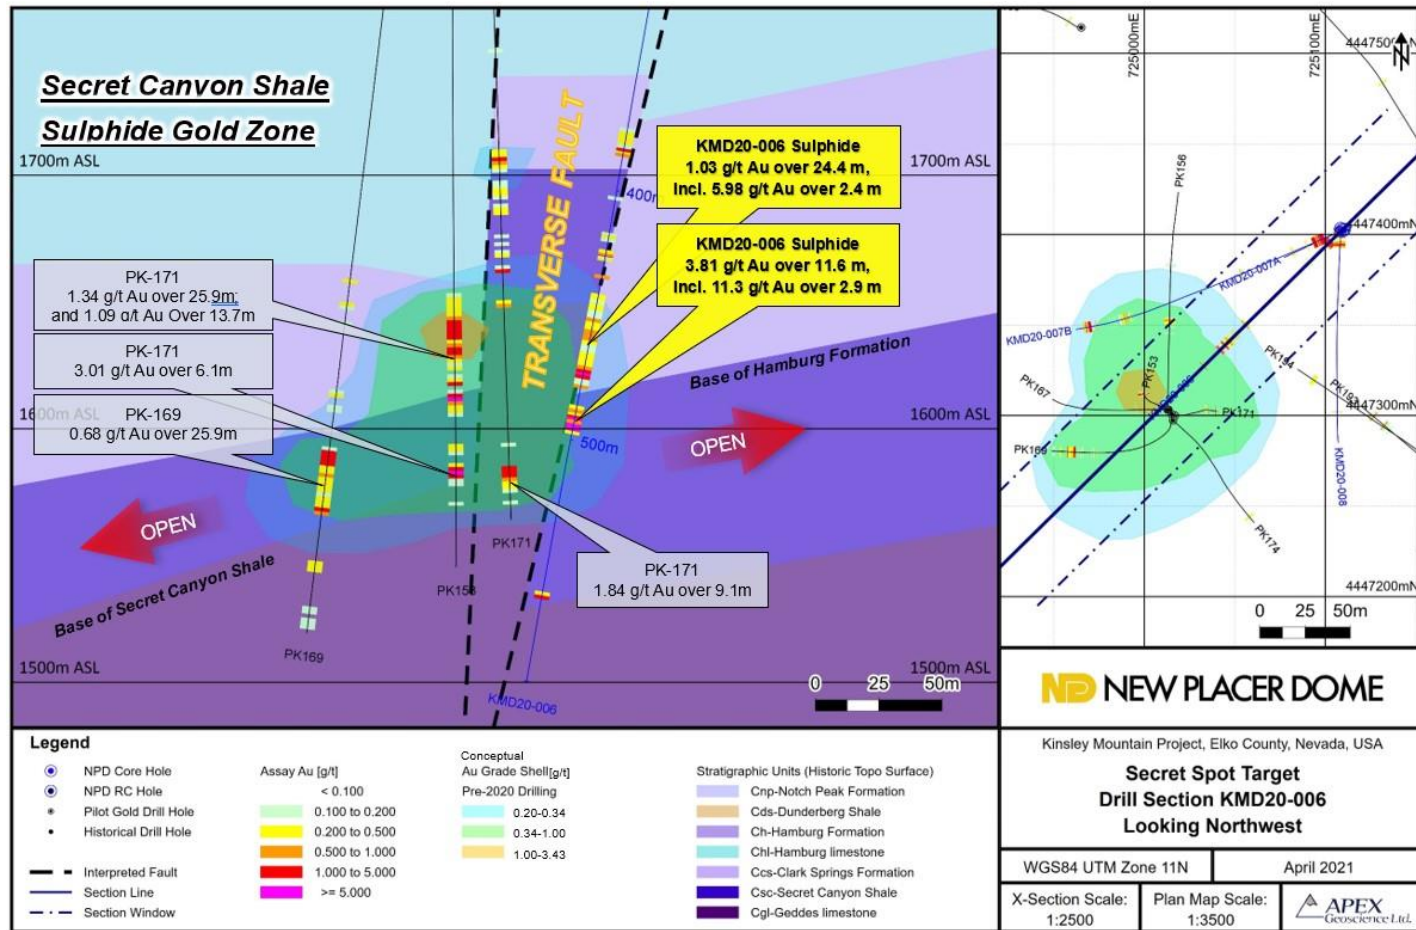 Secret Canyon Shale
Sulphide Gold Zone
1700m ASL
1700m ASL
TRANSVERSE FAULT
400m
KMD20-006 Sulphide
1.03 g/t Au over 24.4 m,
Incl. 5.98 g/t Au over 2.4 m
KMD20-006 Sulphide
3.81 g/t Au over 11.6 m,
Incl. 11.3 g/t Au over 2.9 m
PK-171
1.34 g/t Au over 25.9m;
and 1.09 g/t Au Over 13.7m
PK-171
3.01 g/t Au over 6.1m
PK-169
0.68 g/t Au over 25.9m
Base of Hamburg Formation
1600m ASL
1600m ASL
500m
OPEN
OPEN
PK171
PK-171
1.84 g/t Au over 9.1m
Base of Secret Canyon Shale
PK169
1500m ASL
1500m ASL
KMD20-006
0 25 50m
725000mE
725100mE
4447500mN
N
PK156
4447400mN
KMD20-007A
KMD20-007B
PK153
PK194
PK167
PK192
4447300mN
PK171
PK169
KMD20-008
PK174
4447200mN
0 25 50m
NPD NEW PLACER DOME
Legend
NPD Core Hole
NPD RC Hole
Pilot Gold Drill Hole
Historical Drill Hole
Interpreted Fault
Section Line
Section Window
Assay Au [g/t]
< 0.100
0.100 to 0.200
0.200 to 0.500
0.500 to 1.000
1.000 to 5.000
>= 5.000
Conceptual
Au Grade Shell[g/t]
Pre-2020 Drilling
0.20-0.34
0.34-1.00
1.00-3.43
Stratigraphic Units (Historic Topo Surface)
Cnp-Notch Peak Formation
Cds-Dunderberg Shale
Ch-Hamburg Formation
Chl-Hamburg limestone
Ccs-Clark Springs Formation
Csc-Secret Canyon Shale
Cgl-Geddes limestone
Kinsley Mountain Project, Elko County, Nevada, USA
Secret Spot Target
Drill Section KMD20-006
Looking Northwest
WGS84 UTM Zone 11N
April 2021
X-Section Scale:
1:2500
Plan Map Scale:
1:3500
APEX
Geoscience Ltd.